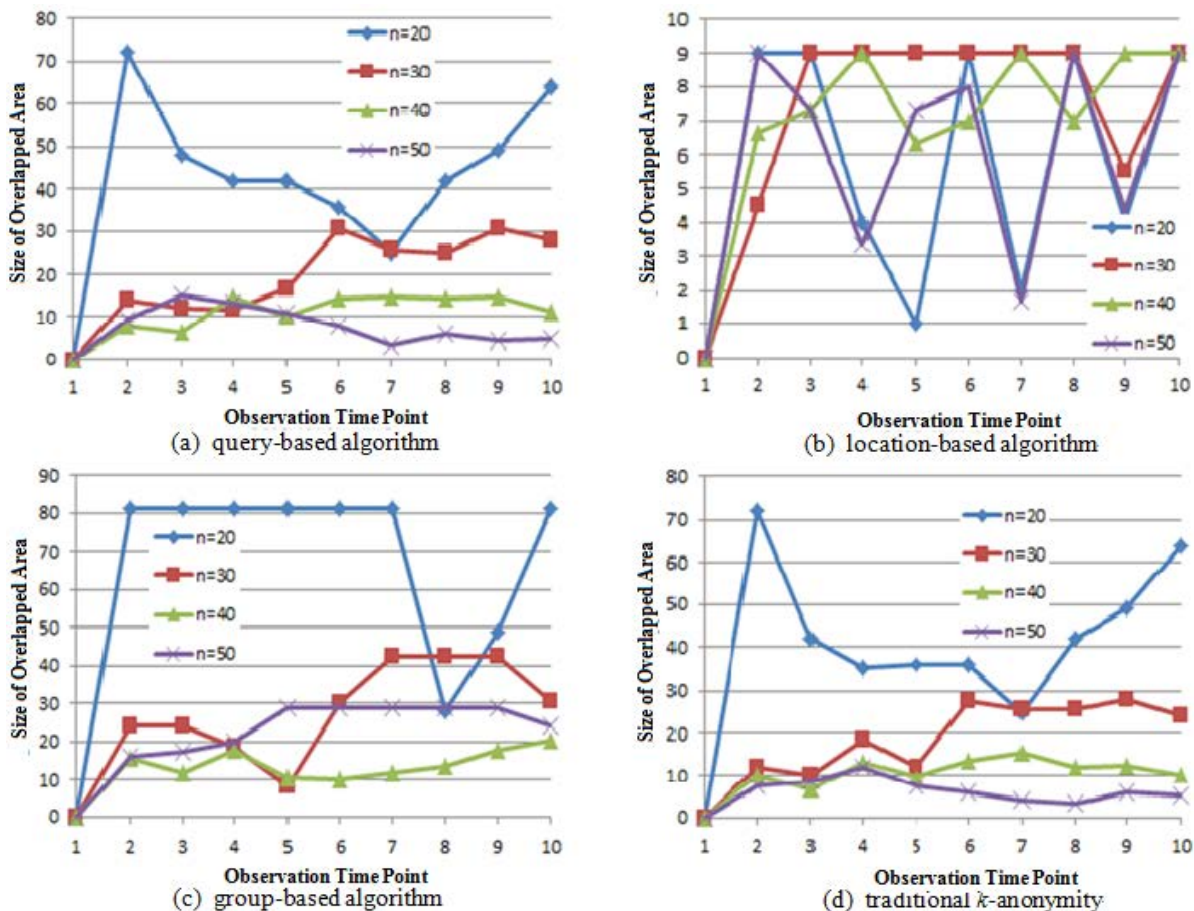 80
70
60
50
40
30
20
10
0
n=20
n=30
n=40
n=50
Size of Overlapped Area
1 2 3 4 5 6 7 8 9 10
Observation Time Point
(a) query-based algorithm
9
9
8
7
6
5
4
3
2
1
0
n=20
n=30
n=40
n=50
Size of Overlapped Area
1 2 3 4 5 6 7 8 9 10
Observation Time Point
(b) location-based algorithm
90
80
70
60
50
40
30
20
10
0
n=20
n=30
n=40
n=50
Size of Overlapped Area
1 2 3 4 5 6 7 8 9 10
Observation Time Point
(c) group-based algorithm
80
70
60
50
40
30
20
10
0
n=20
n=30
n=40
n=50
Size of Overlapped Area
1 2 3 4 5 6 7 8 9 10
Observation Time Point
(d) traditional k-anonymity